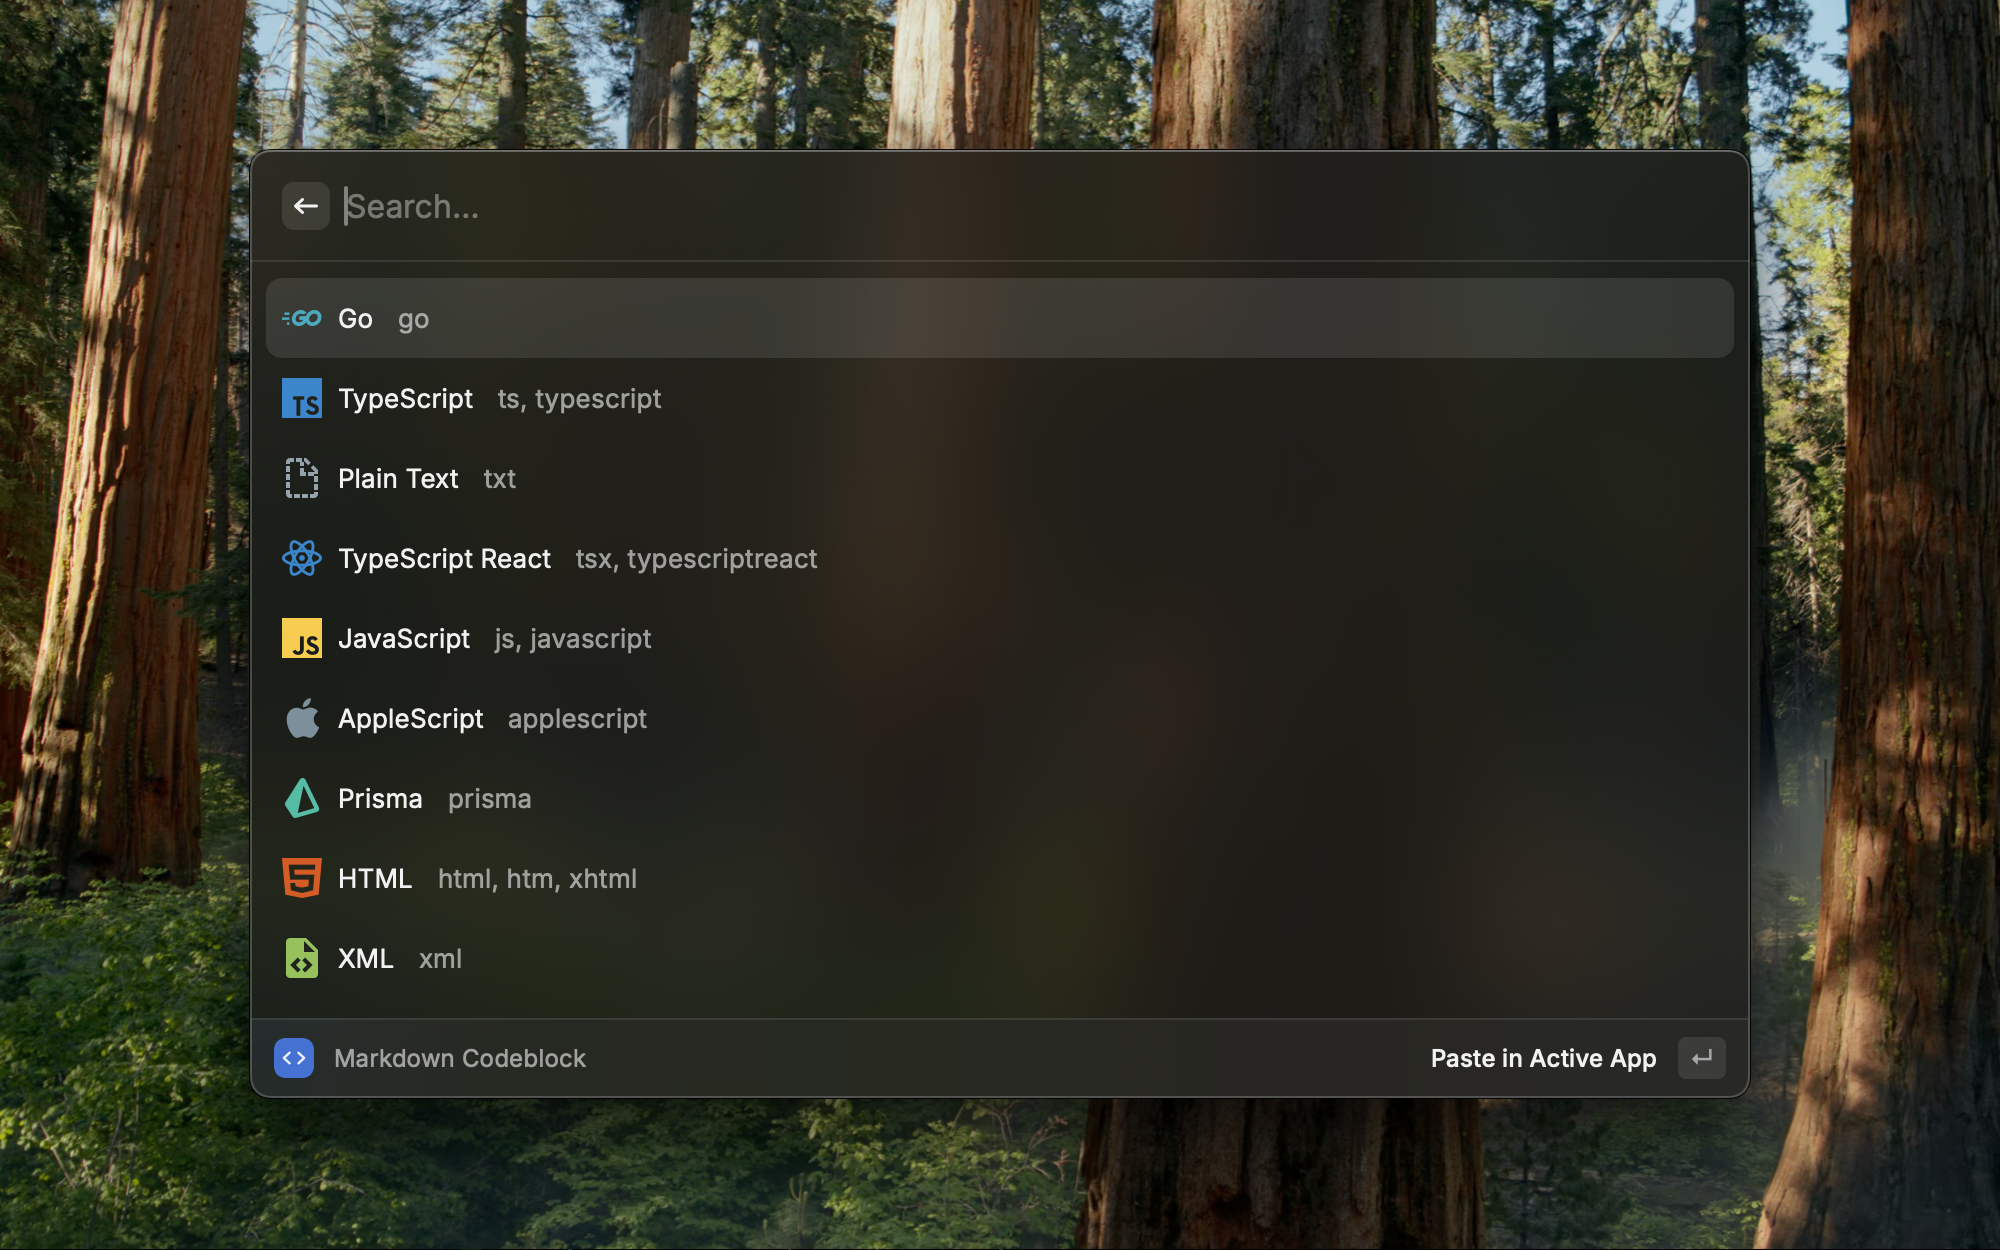 Search...
GO Go go
TS TypeScript ts, typescript
Plain Text txt
TypeScript React tsx, typescriptreact
JS JavaScript js, javascript
AppleScript applescript
Prisma prisma
5 HTML html, htm, xhtml
XML xml
Markdown Codeblock Paste in Active App